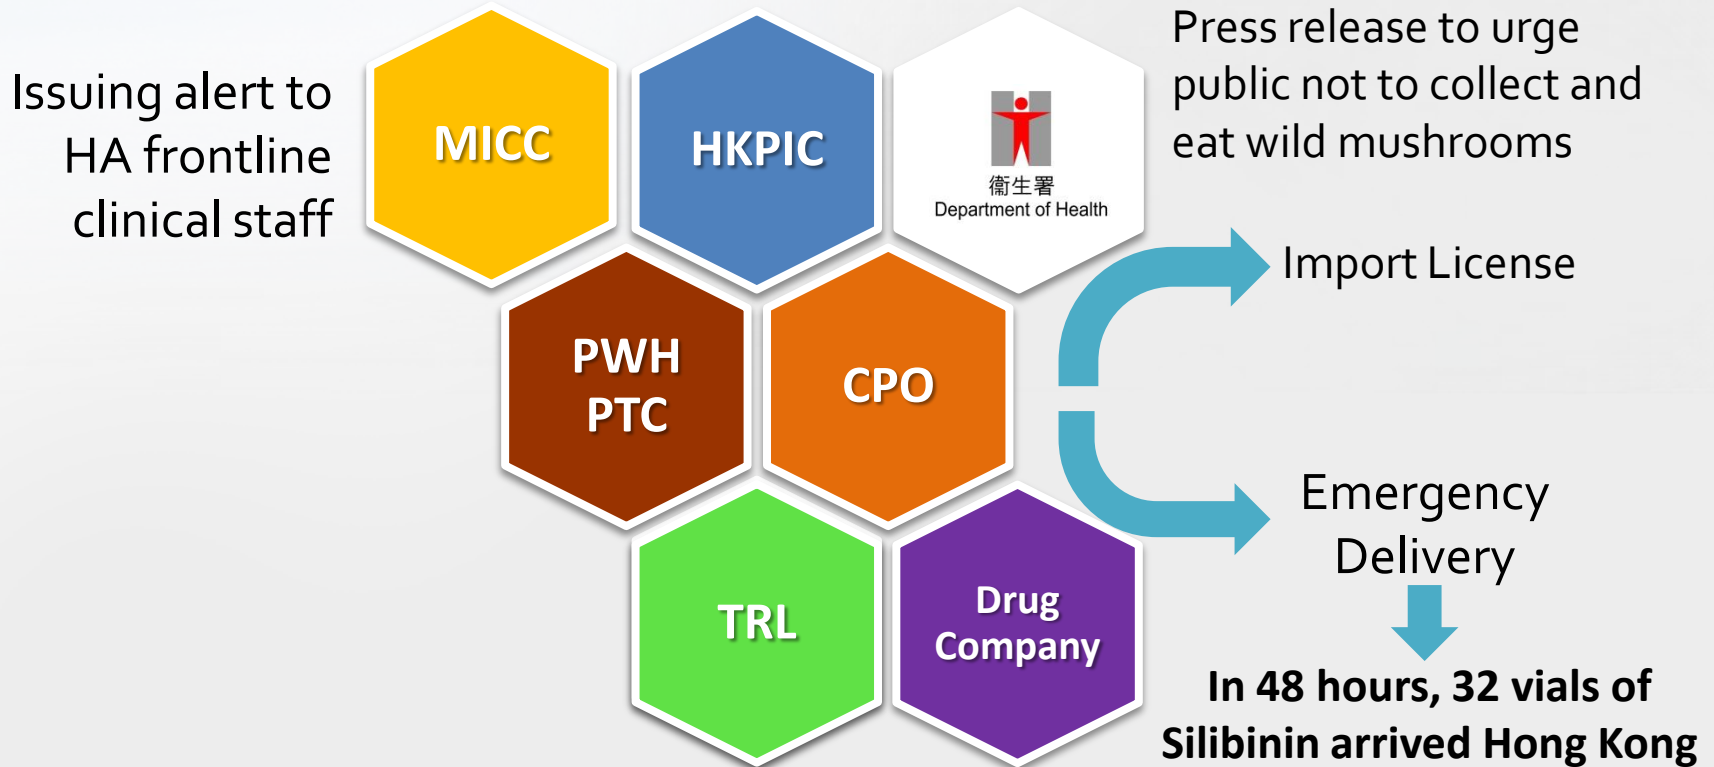 Issuing alert to
HA frontline
clinical staff
MICC
HKPIC
衞生署
Department of Health
Press release to urge
public not to collect and
eat wild mushrooms
Import License
PWH
PTC
CPO
Emergency
Delivery
TRL
Drug
Company
In 48 hours, 32 vials of
Silibinin arrived Hong Kong